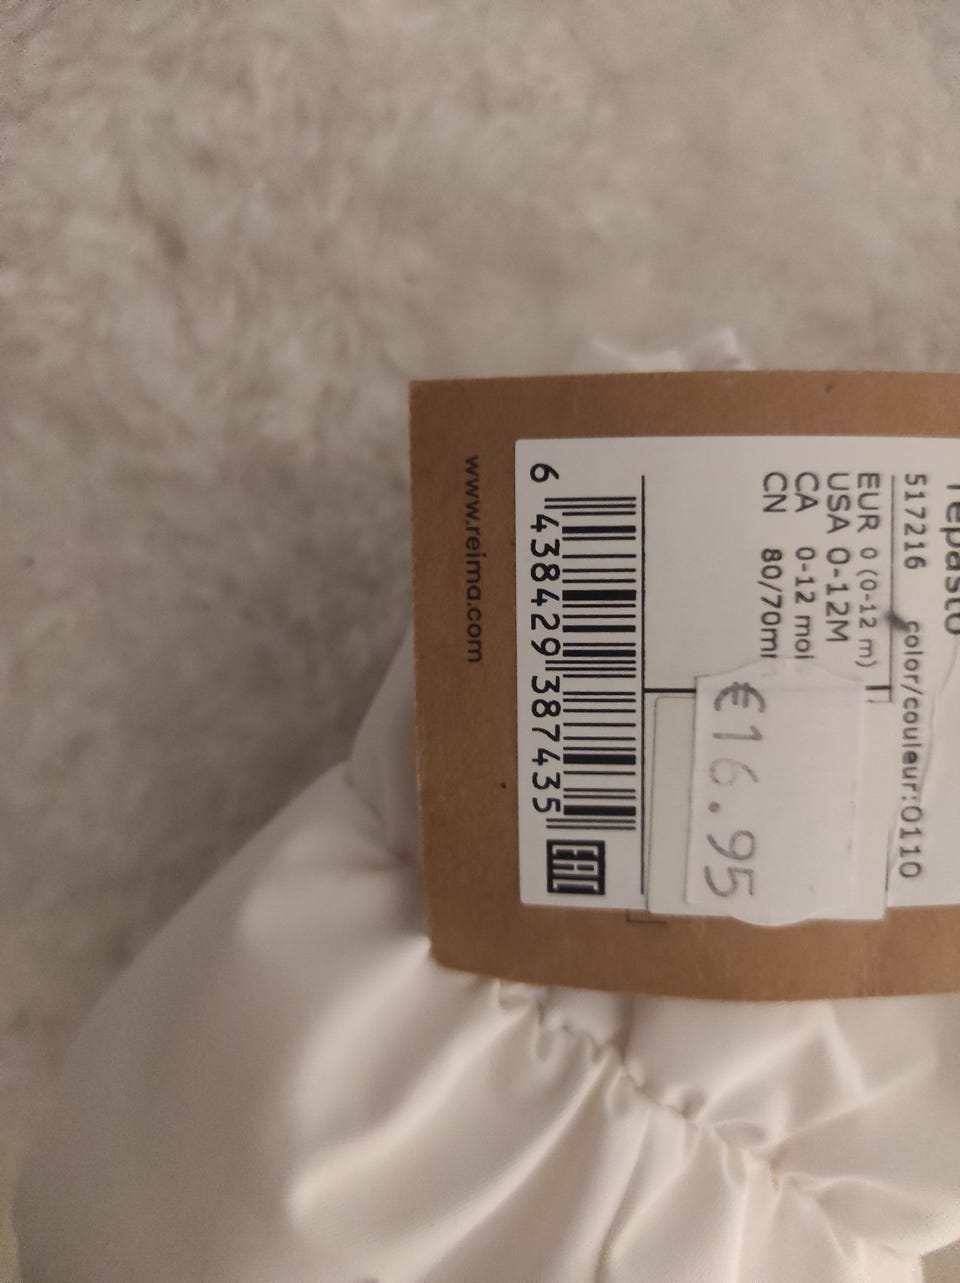 Tepasto
517216 color/couleur:0110
EUR 0 (0-12 m)
USA 0-12M
CA 0-12 moi
CN 80/70m
€16.95
6 438429 387435
EAC
www.reima.com